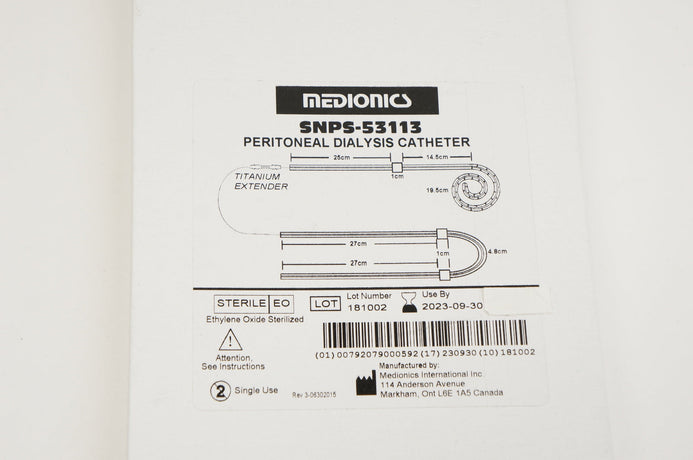 MEDIONICS
SNPS-53113
PERITONEAL DIALYSIS CATHETER
25cm
14.5cm
1cm
TITANIUM
EXTENDER
19.5cm
27cm
1cm
4.8cm
27cm
STERILE EO
Ethylene Oxide Sterilized
LOT
Lot Number
181002
Use By
2023-09-30
Attention,
See Instructions
(01)00792079000592(17)230930(10)181002
2
Single Use
Rev 3-06302015
Manufactured by:
Medionics International Inc
114 Anderson Avenue
Markham, Ont L6E 1A5 Canada